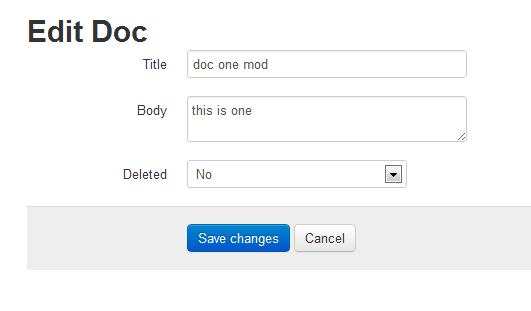 Edit Doc
Title doc one mod
Body this is one
Deleted No
Save changes Cancel